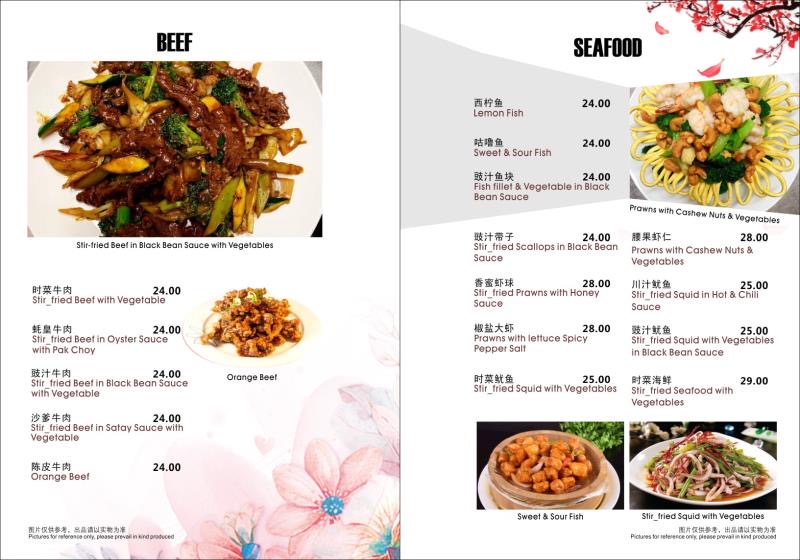 BEEF
Stir-fried Beef in Black Bean Sauce with Vegetables
时菜牛肉 24.00
Stir_fried Beef with Vegetable
蚝皇牛肉 24.00
Stir_fried Beef in Oyster Sauce
with Pak Choy
豉汁牛肉 24.00
Stir_fried Beef in Black Bean Sauce
with Vegetable
沙爹牛肉 24.00
Stir_fried Beef in Satay Sauce with
Vegetable
陈皮牛肉 24.00
Orange Beef
Orange Beef
图片仅供参考，出品请以实物为准
Pictures for reference only, please prevail in kind produced
SEAFOOD
西柠鱼 24.00
Lemon Fish
咕噜鱼 24.00
Sweet & Sour Fish
豉汁鱼块 24.00
Fish fillet & Vegetable in Black
Bean Sauce
Prawns with Cashew Nuts & Vegetables
豉汁带子 24.00
Stir_fried Scallops in Black Bean
Sauce
香蜜虾球 28.00
Stir_fried Prawns with Honey
Sauce
椒盐大虾 28.00
Prawns with lettuce Spicy
Pepper Salt
时菜鱿鱼 25.00
Stir_fried Squid with Vegetables
腰果虾仁 28.00
Prawns with Cashew Nuts &
Vegetables
川汁鱿鱼 25.00
Stir_fried Squid in Hot & Chili
Sauce
豉汁鱿鱼 25.00
Stir_fried Squid with Vegetables
in Black Bean Sauce
时菜海鲜 29.00
Stir_fried Seafood with
Vegetables
Sweet & Sour Fish
Stir_fried Squid with Vegetables
图片仅供参考，出品请以实物为准
Pictures for reference only, please prevail in kind produced